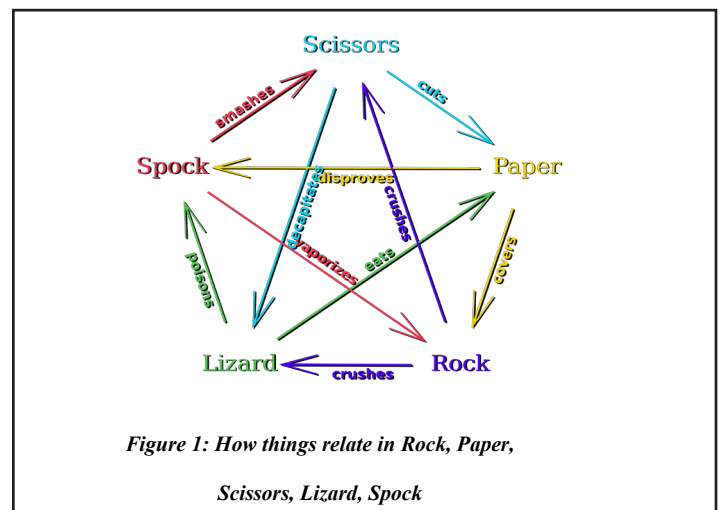 Scissors
smashes
cuts
Spock
Paper
disproves
decapitates
crushes
vaporizes
eats
poisons
covers
Lizard
Rock
crushes
Figure 1: How things relate in Rock, Paper,
Scissors, Lizard, Spock